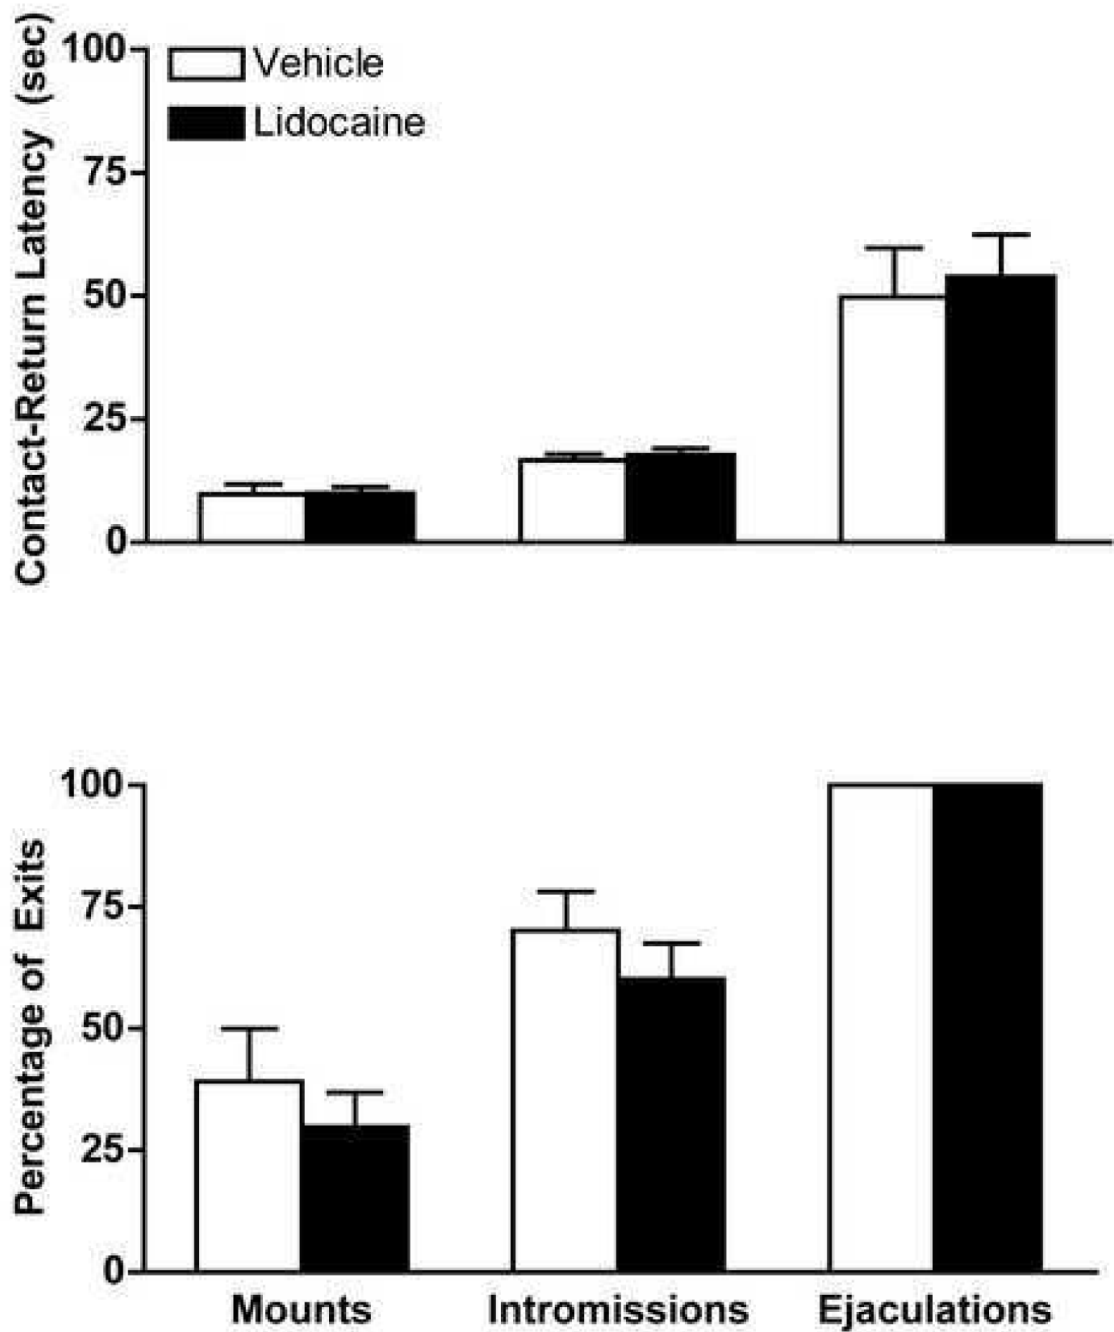 Contact-Return Latency (sec)
100
75
50
25
0
Vehicle
Lidocaine
Percentage of Exits
100
75
50
25
0
Mounts Intromissions Ejaculations